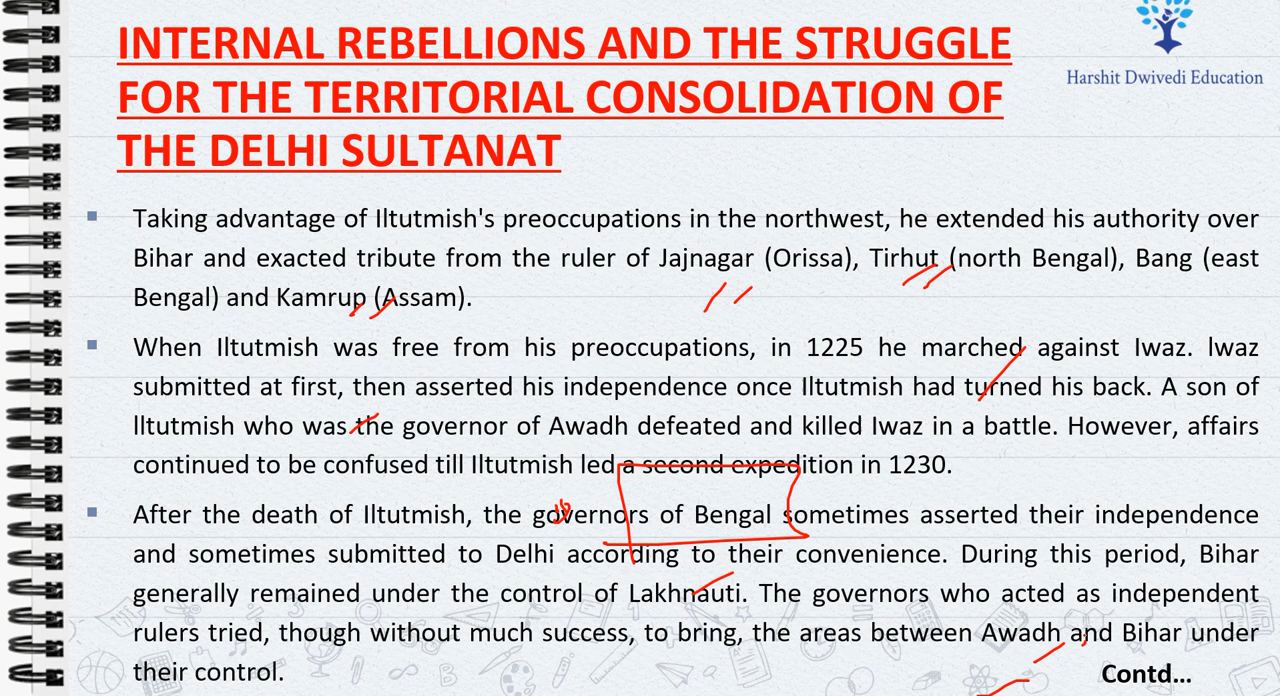 INTERNAL REBELLIONS AND THE STRUGGLE
FOR THE TERRITORIAL CONSOLIDATION OF
THE DELHI SULTANAT
Harshit Dwivedi Education
Taking advantage of Iltutmish's preoccupations in the northwest, he extended his authority over
Bihar and exacted tribute from the ruler of Jajnagar (Orissa), Tirhut (north Bengal), Bang (east
Bengal) and Kamrup (Assam).
When Iltutmish was free from his preoccupations, in 1225 he marched against Iwaz. lwaz
submitted at first, then asserted his independence once Iltutmish had turned his back. A son of
lltutmish who was the governor of Awadh defeated and killed Iwaz in a battle. However, affairs
continued to be confused till Iltutmish led a second expedition in 1230.
After the death of Iltutmish, the governors of Bengal sometimes asserted their independence
and sometimes submitted to Delhi according to their convenience. During this period, Bihar
generally remained under the control of Lakhnauti. The governors who acted as independent
rulers tried, though without much success, to bring, the areas between Awadh and Bihar under
their control.
Contd...